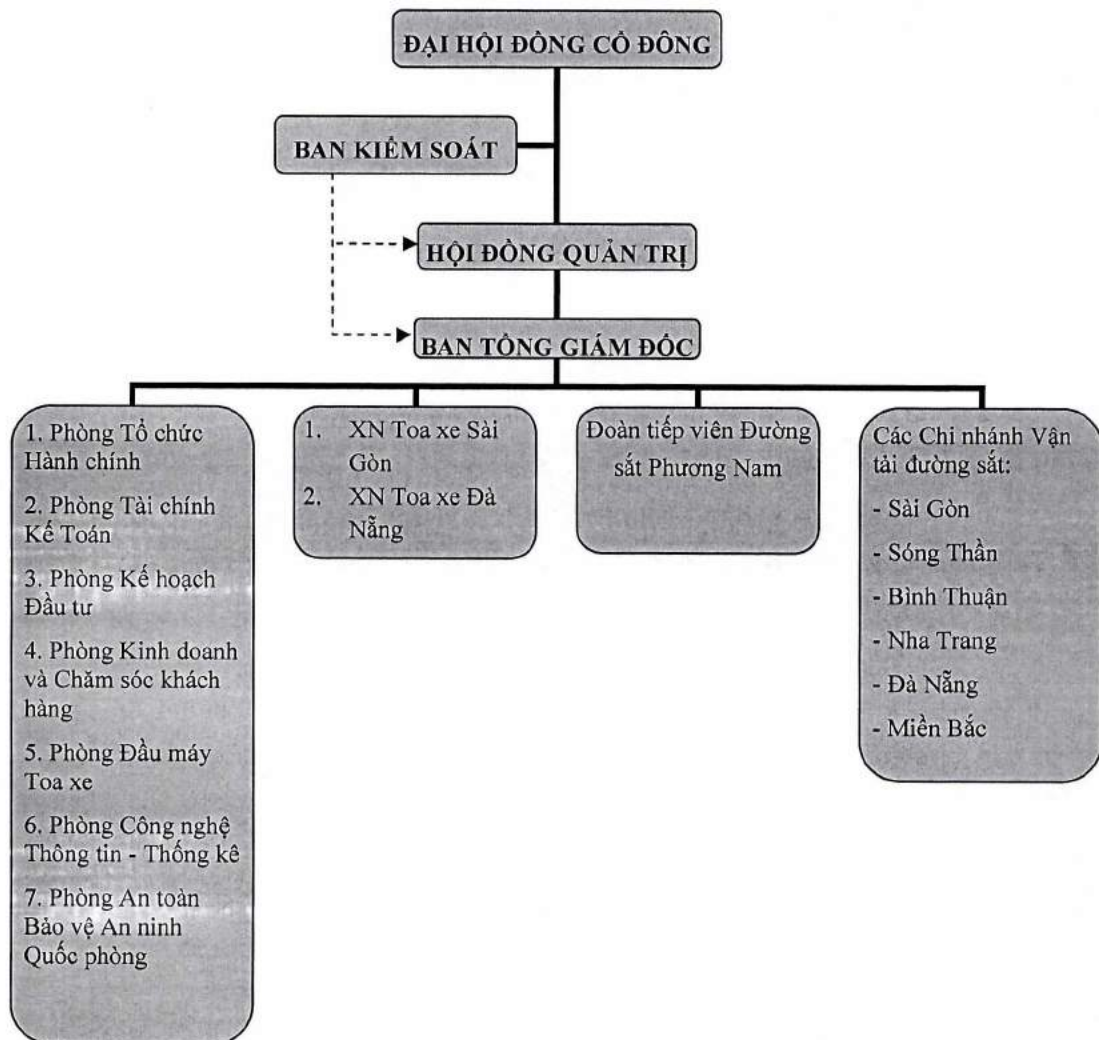 ĐẠI HỘI ĐỒNG CỔ ĐÔNG
BAN KIỂM SOÁT
HỘI ĐỒNG QUẢN TRỊ
BAN TỔNG GIÁM ĐỐC
1. Phòng Tổ chức
Hành chính
2. Phòng Tài chính
Kế Toán
3. Phòng Kế hoạch
Đầu tư
4. Phòng Kinh doanh
và Chăm sóc khách
hàng
5. Phòng Đầu máy
Toa xe
6. Phòng Công nghệ
Thông tin - Thống kê
7. Phòng An toàn
Bảo vệ An ninh
Quốc phòng
1. XN Toa xe Sài
Gòn
2. XN Toa xe Đà
Nẵng
Đoàn tiếp viên Đường
sắt Phương Nam
Các Chi nhánh Vận
tải đường sắt:
- Sài Gòn
- Sóng Thần
- Bình Thuận
- Nha Trang
- Đà Nẵng
- Miền Bắc